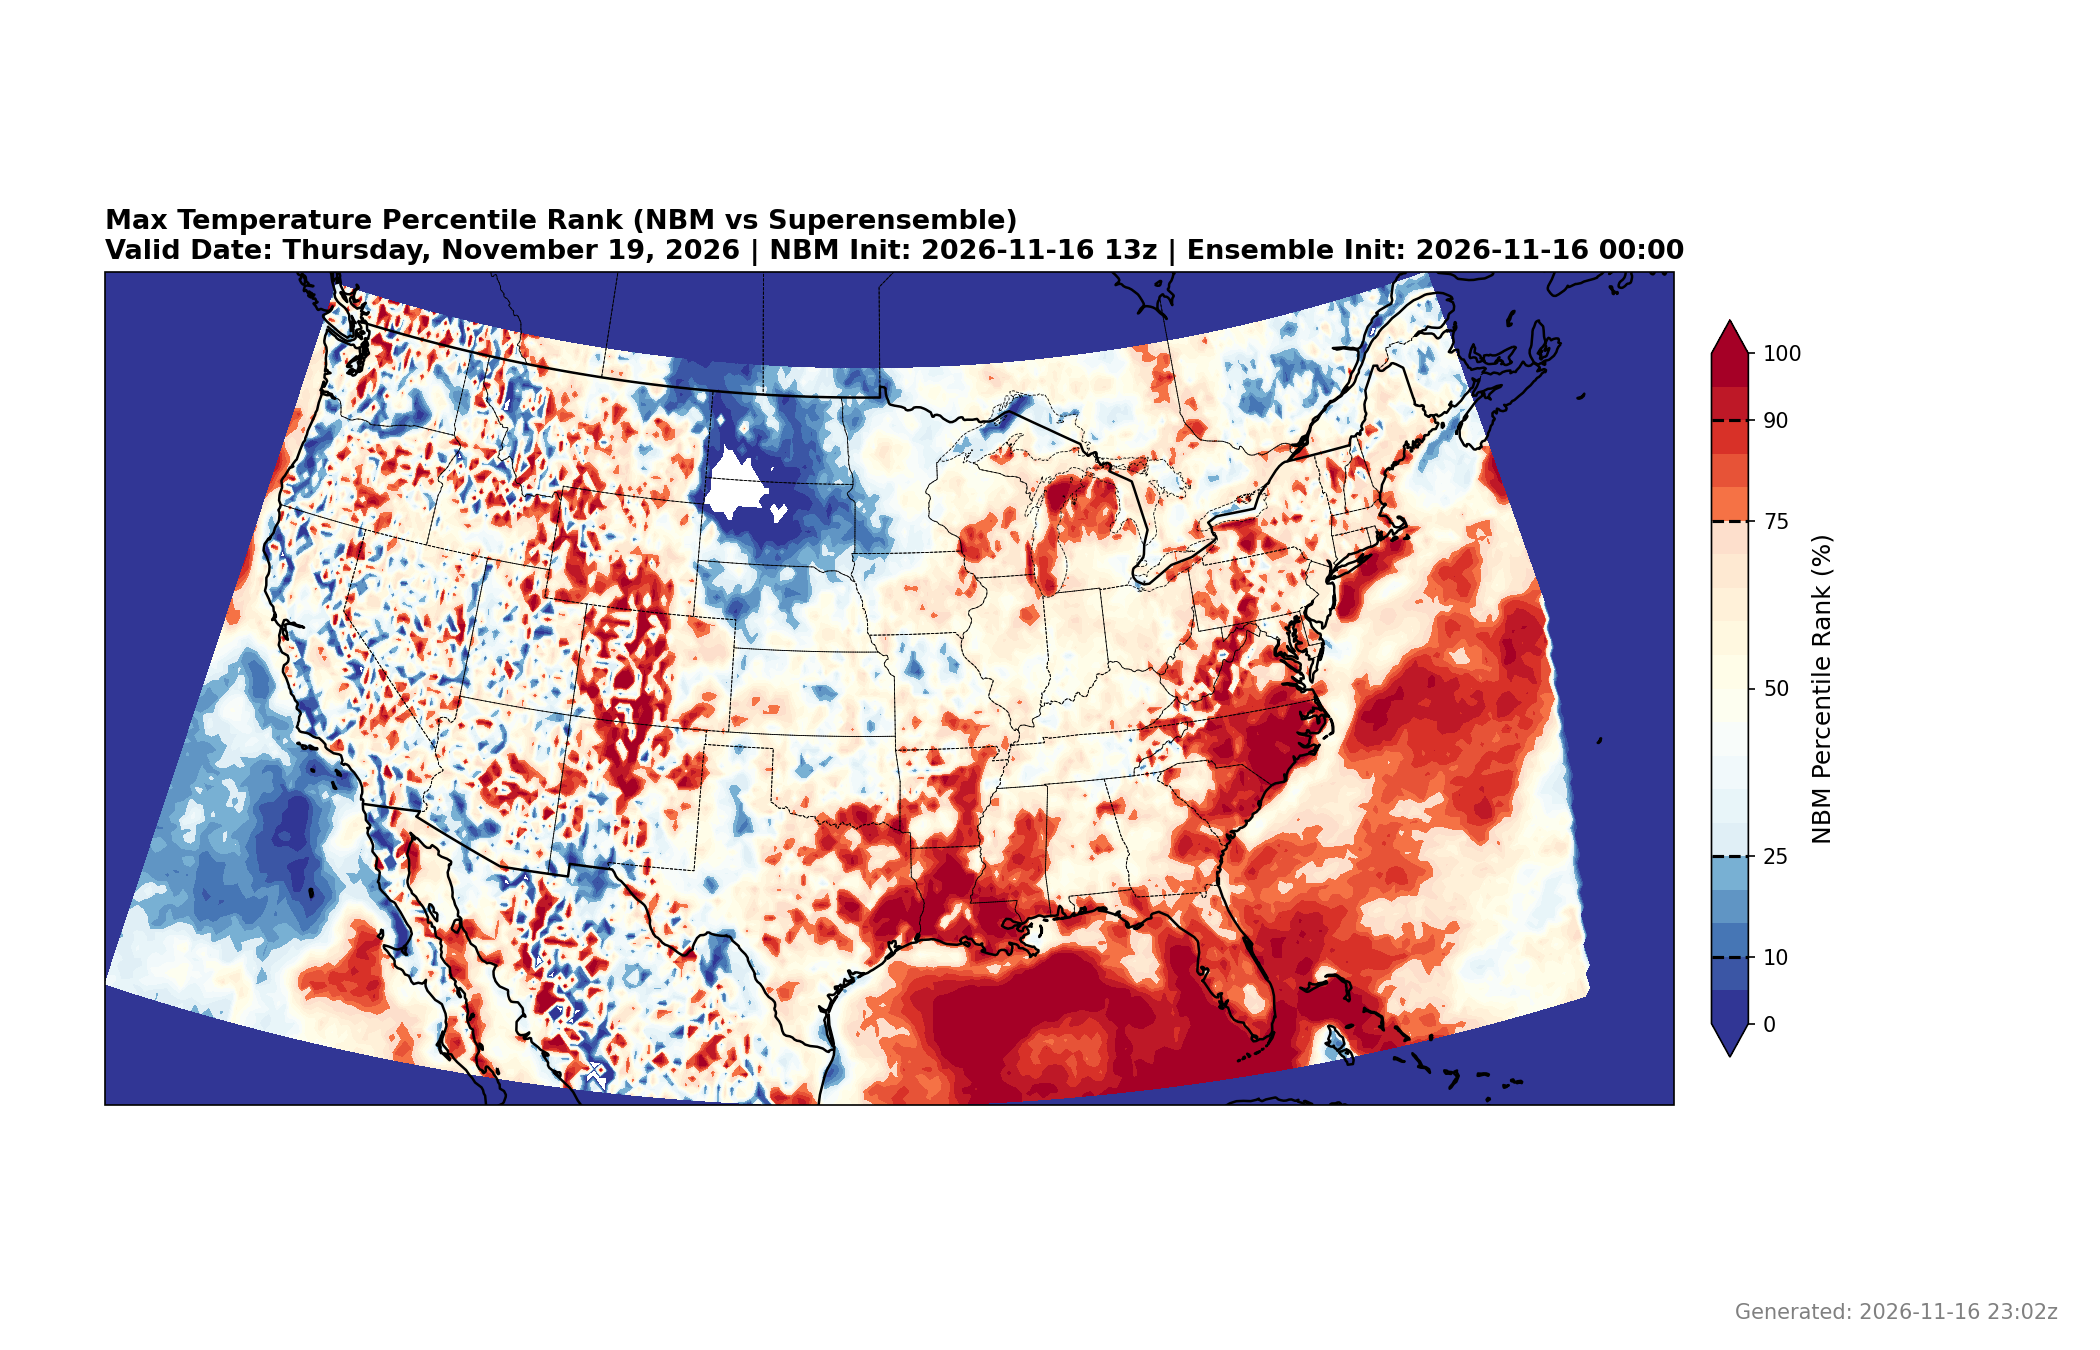 Max Temperature Percentile Rank (NBM vs Superensemble)
Valid Date: Thursday, November 19, 2026 | NBM Init: 2026-11-16 13z | Ensemble Init: 2026-11-16 00:00
100
90
75
50
25
10
0
NBM Percentile Rank (%)
Generated: 2026-11-16 23:02z